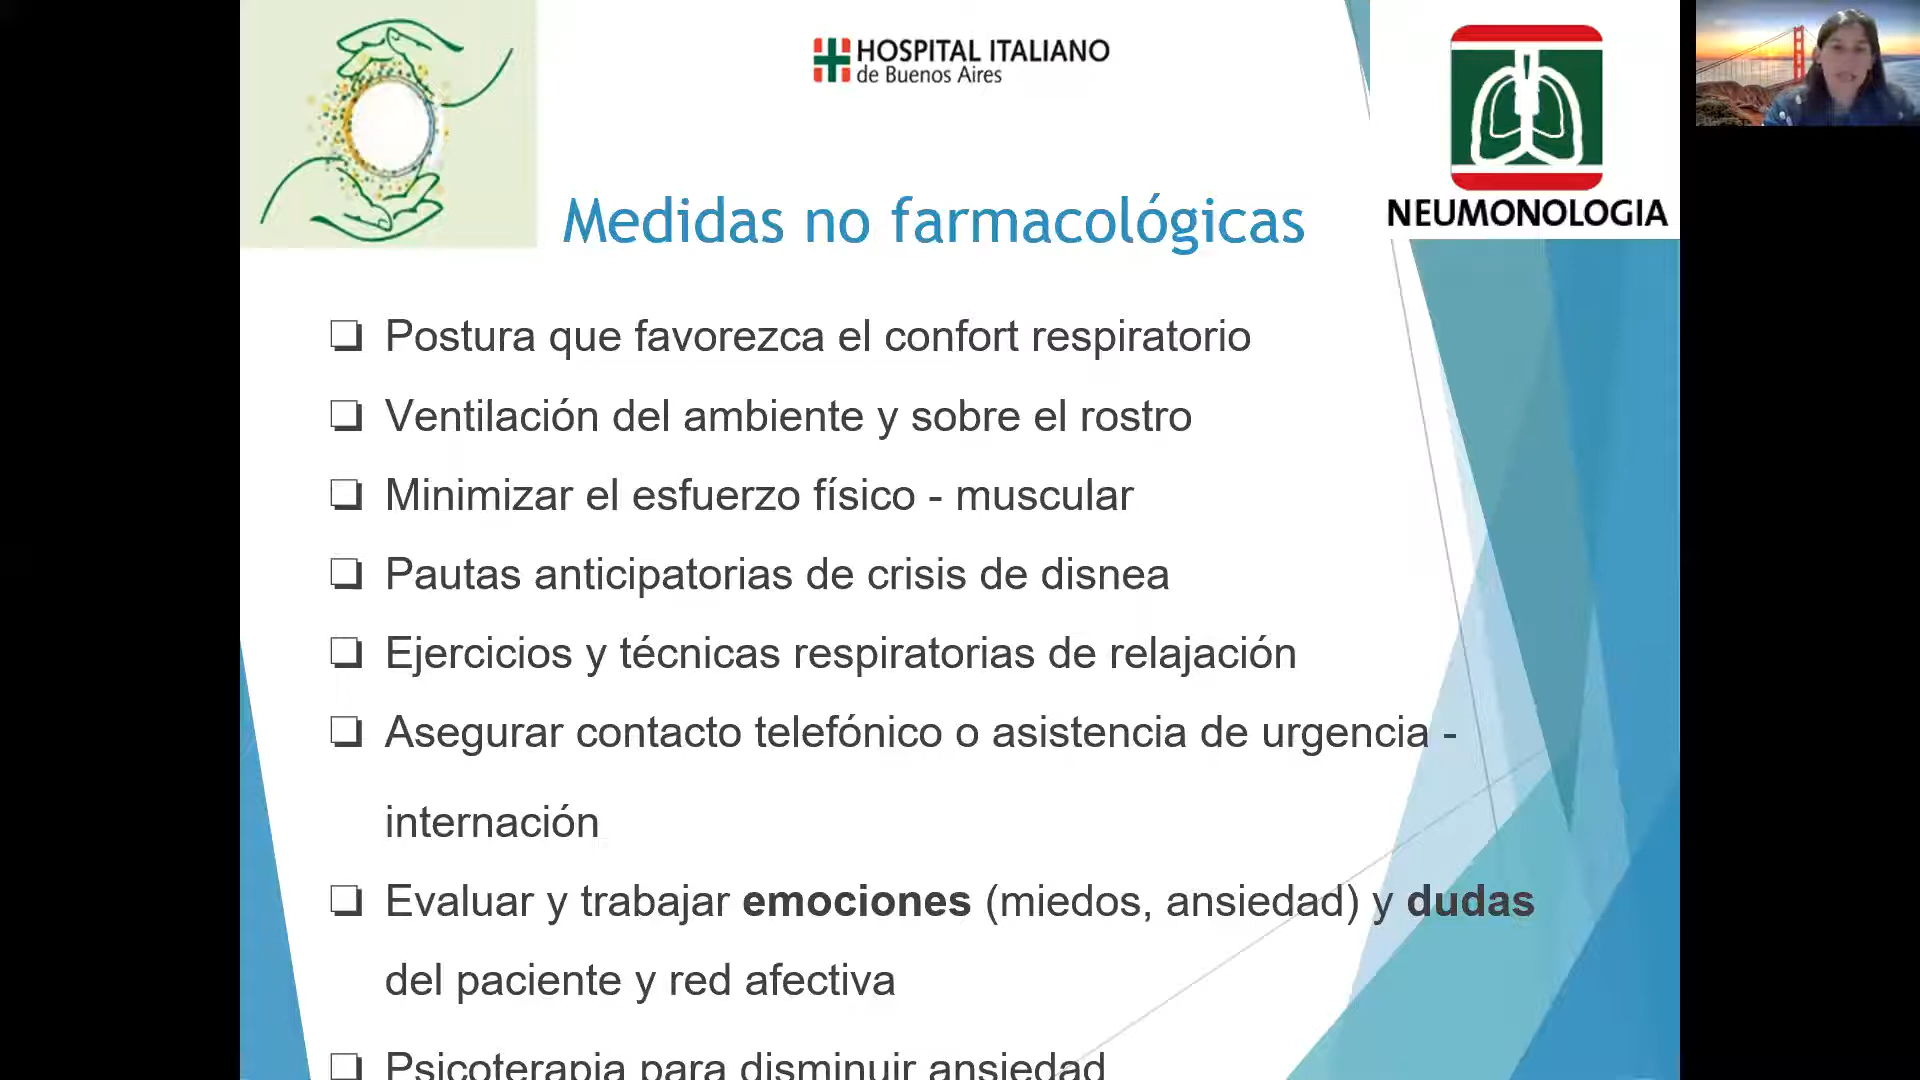 HOSPITAL ITALIANO
de Buenos Aires
NEUMONOLOGIA
Medidas no farmacológicas
Postura que favorezca el confort respiratorio
Ventilación del ambiente y sobre el rostro
Minimizar el esfuerzo físico - muscular
Pautas anticipatorias de crisis de disnea
Ejercicios y técnicas respiratorias de relajación
Asegurar contacto telefónico o asistencia de urgencia -
internación
Evaluar y trabajar emociones (miedos, ansiedad) y dudas
del paciente y red afectiva
Psicoterapia para disminuir ansiedad